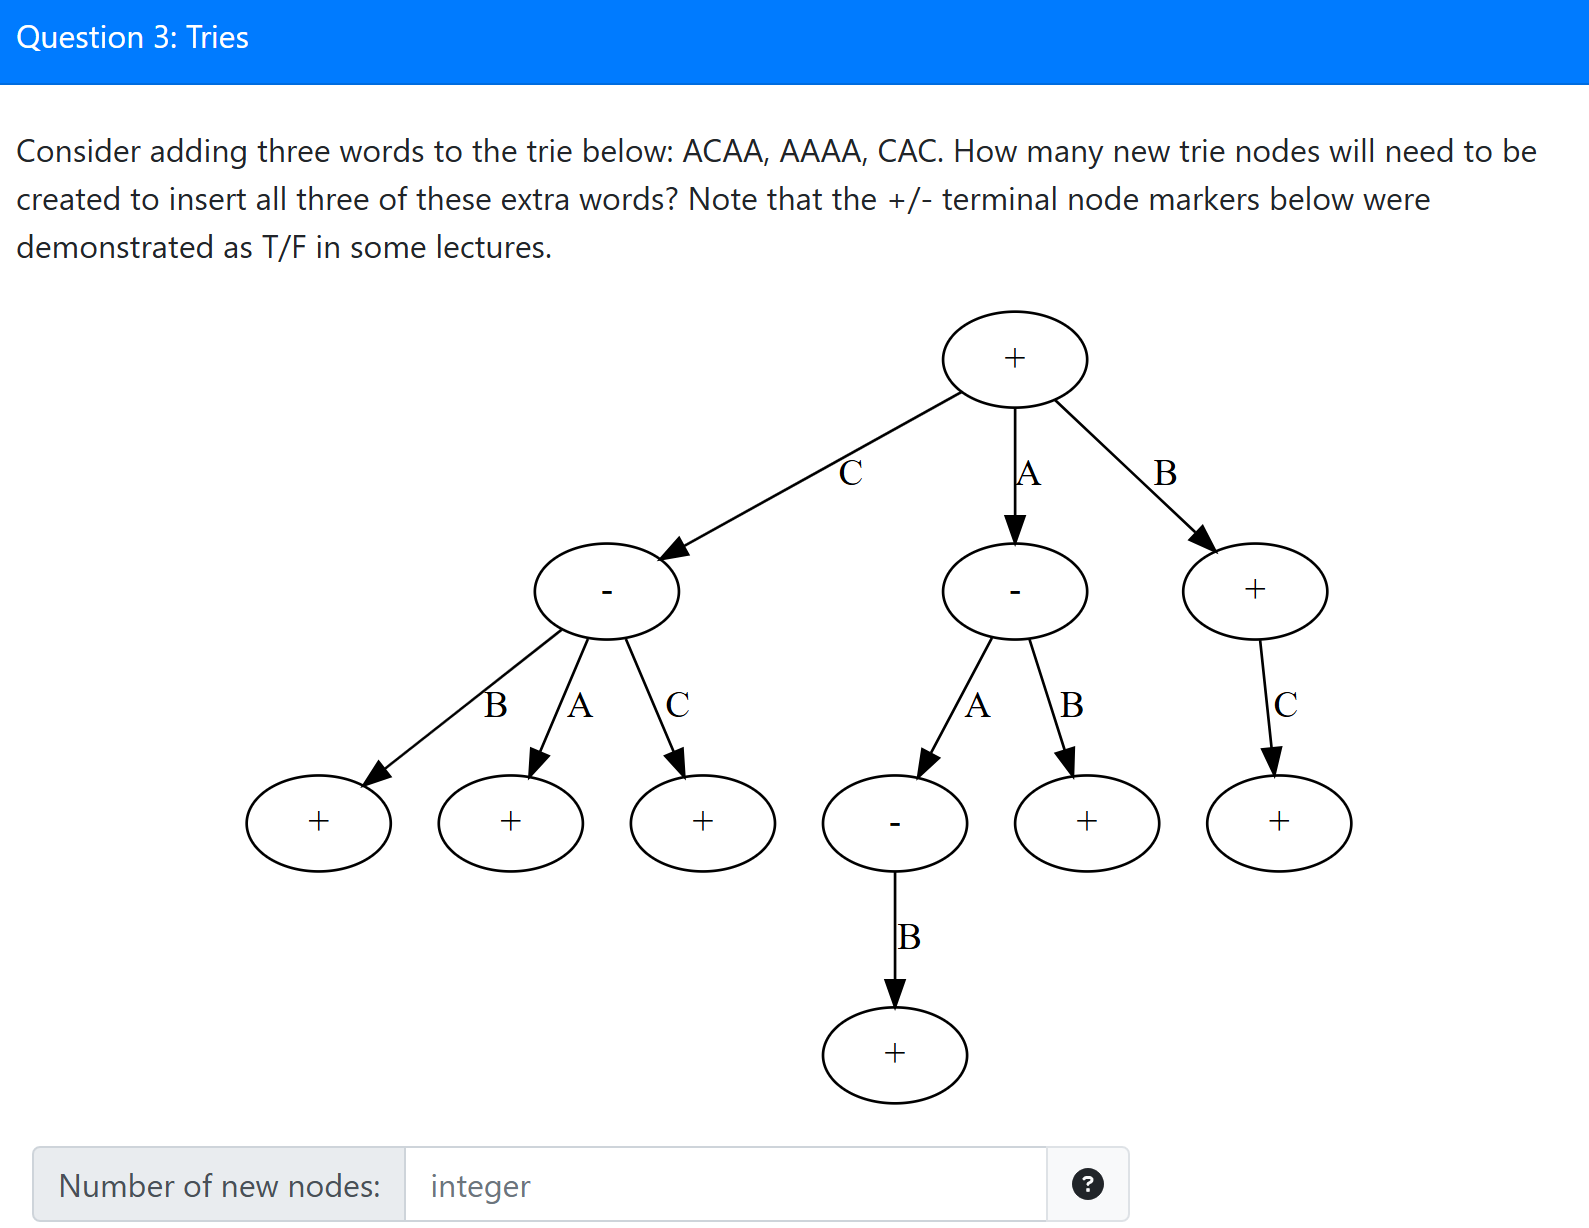 Question 3: Tries
Consider adding three words to the trie below: ACAA, AAAA, CAC. How many new trie nodes will need to be
created to insert all three of these extra words? Note that the +/- terminal node markers below were
demonstrated as T/F in some lectures.
+
C A B
- - +
B A C A B C
+ + + - + +
B
+
Number of new nodes: integer ?